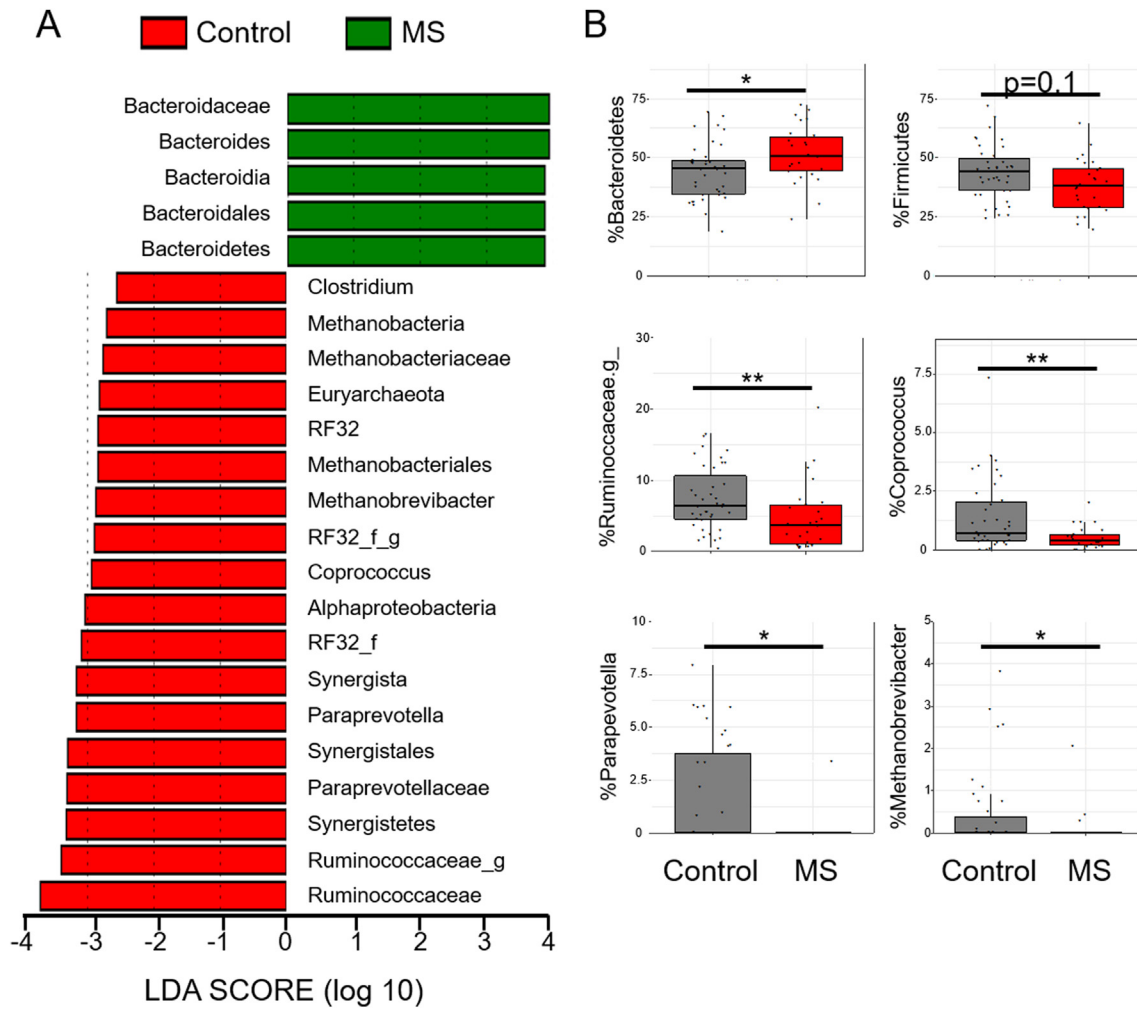 A
Control
MS
Bacteroidaceae
Bacteroides
Bacteroidia
Bacteroidales
Bacteroidetes
Clostridium
Methanobacteria
Methanobacteriaceae
Euryarchaeota
RF32
Methanobacteriales
Methanobrevibacter
RF32_f_g
Coprococcus
Alphaproteobacteria
RF32_f
Synergista
Paraprevotella
Synergistales
Paraprevotellaceae
Synergistetes
Ruminococcaceae_g
Ruminococcaceae
-4 -3 -2 -1 0 1 2 3 4
LDA SCORE (log 10)
B
%Bacteroidetes
75
50
25
0
*
%Firmicutes
75
50
25
0
p=0.1
%Ruminoccaceae.g_
30
20
10
0
**
%Coprococcus
7.5
5.0
2.5
0
**
%Parapevotella
10
7.5
5.0
2.5
0
*
%Methanobrevibacter
5
4
3
2
1
0
*
Control MS
Control MS